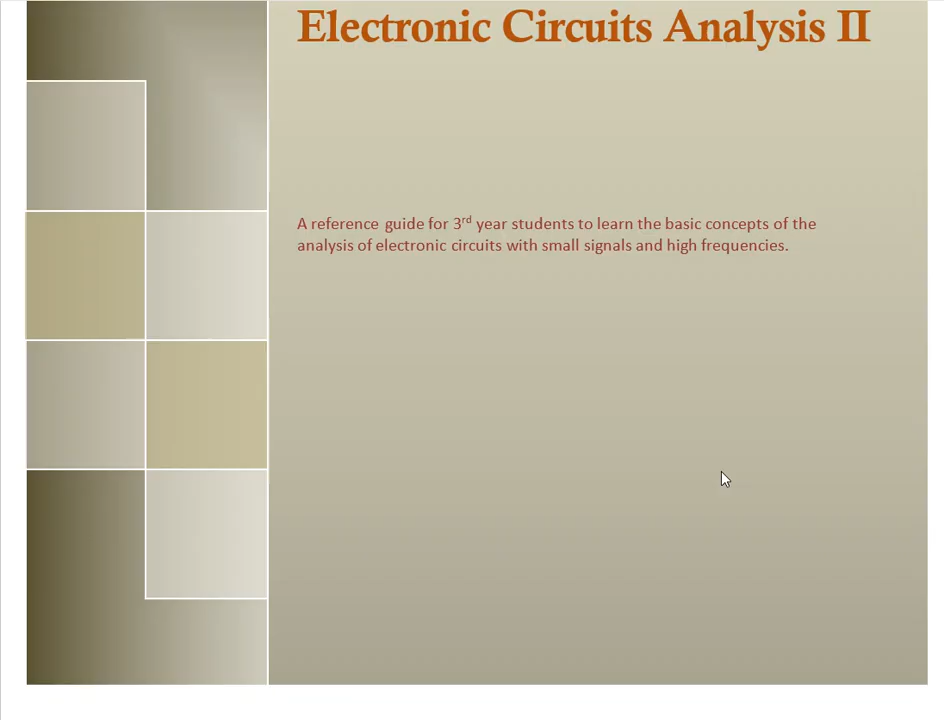 Electronic Circuits Analysis II
A reference guide for 3rd year students to learn the basic concepts of the
analysis of electronic circuits with small signals and high frequencies.